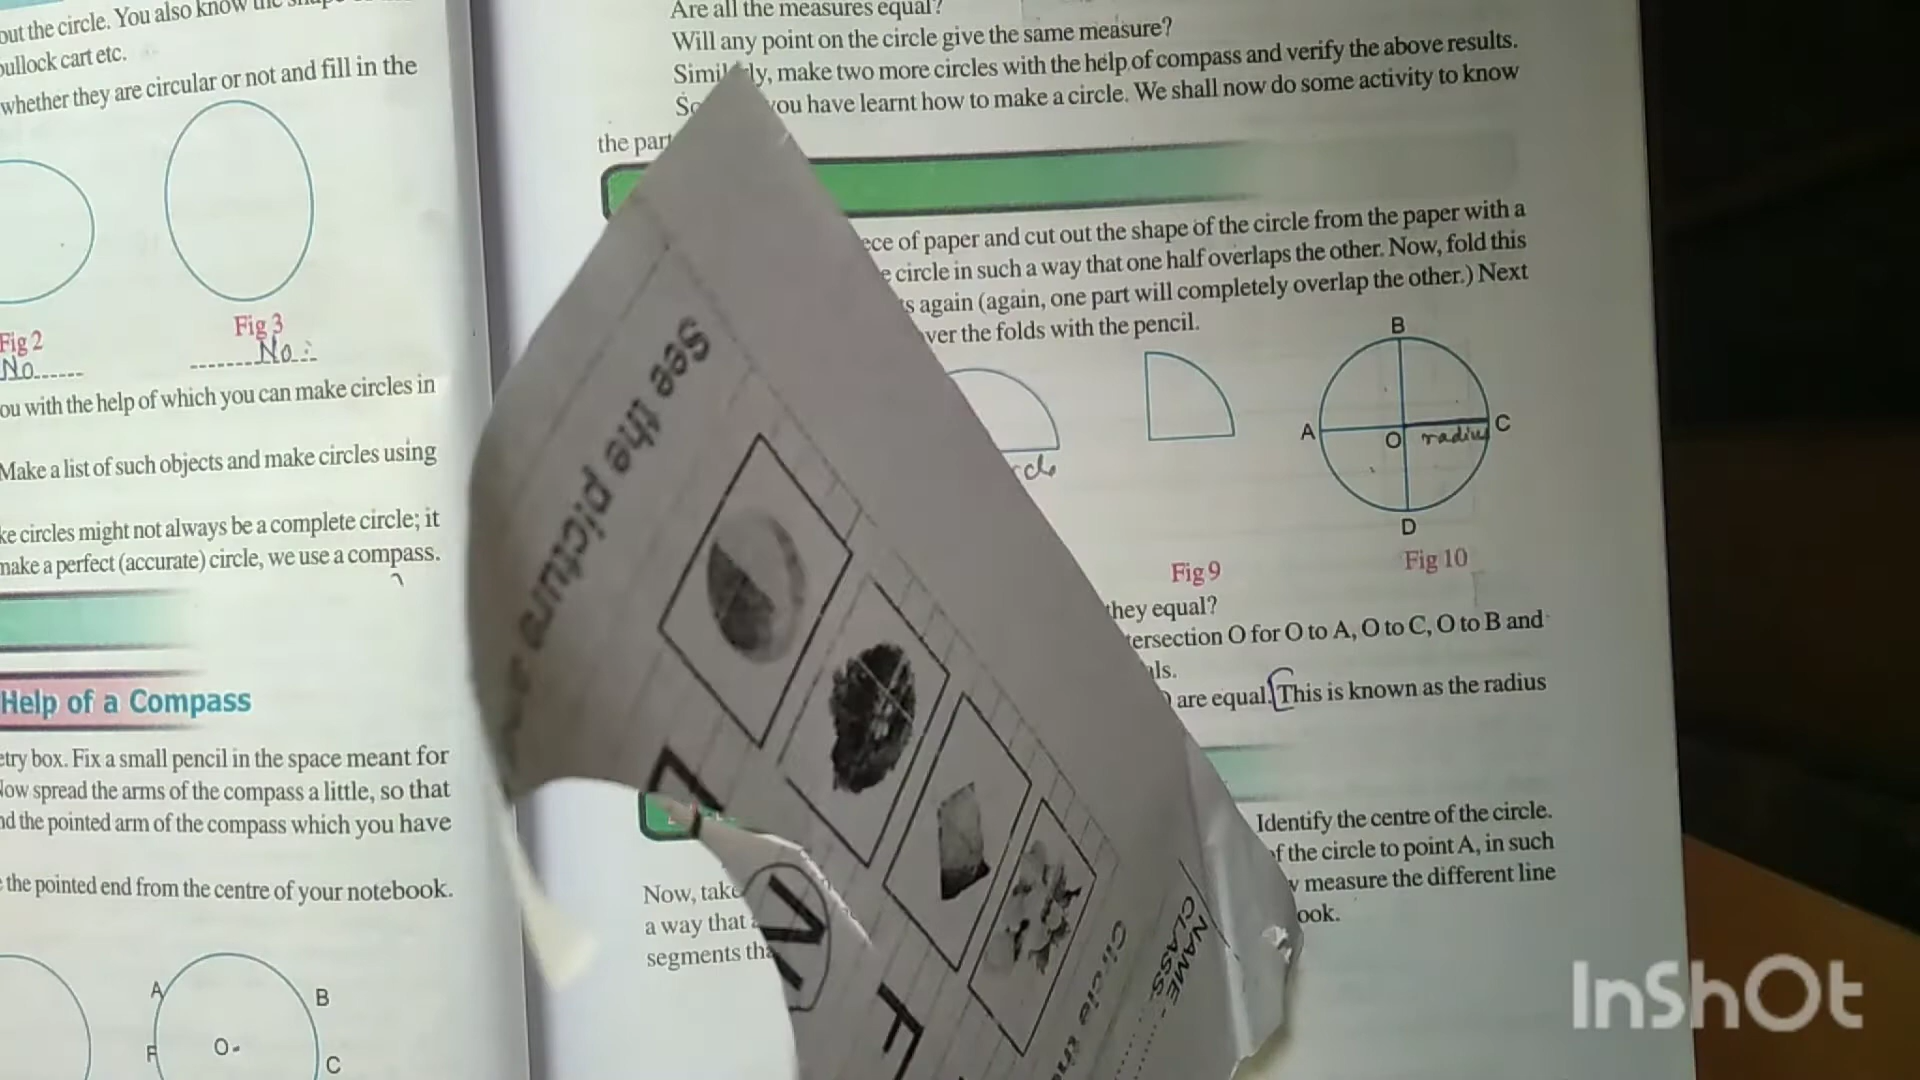 out the circle. You also know the
bullock cart etc.
whether they are circular or not and fill in the
Fig 2
No
Fig 3
No
ou with the help of which you can make circles in
Make a list of such objects and make circles using
ke circles might not always be a complete circle; it
make a perfect (accurate) circle, we use a compass.
Help of a Compass
etry box. Fix a small pencil in the space meant for
Now spread the arms of the compass a little, so that
nd the pointed arm of the compass which you have
the pointed end from the centre of your notebook.
A
B
F
O
C
Are all the measures equal?
Will any point on the circle give the same measure?
Simil ly, make two more circles with the help of compass and verify the above results.
So you have learnt how to make a circle. We shall now do some activity to know
the part
ece of paper and cut out the shape of the circle from the paper with a
e circle in such a way that one half overlaps the other. Now, fold this
s again (again, one part will completely overlap the other.) Next
ver the folds with the pencil.
rcle
B
A
O
radius
C
D
Fig 9
Fig 10
they equal?
tersection O for O to A, O to C, O to B and
als.
are equal. This is known as the radius
Identify the centre of the circle.
f the circle to point A, in such
Now, take
y measure the different line
a way that
ook.
segments tha
see the picture
N
F
NAME
CLASS
Circle the
InShOt